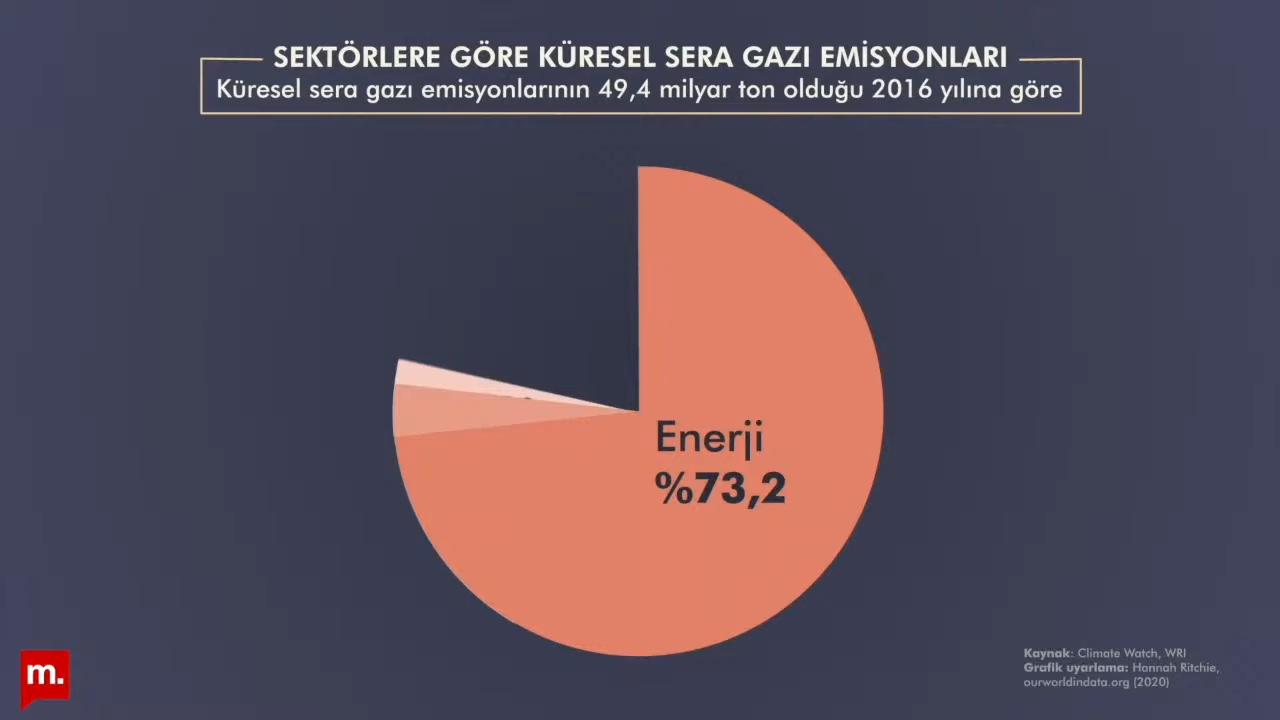 SEKTÖRLERE GÖRE KÜRESEL SERA GAZI EMİSYONLARI
Küresel sera gazı emisyonlarının 49,4 milyar ton olduğu 2016 yılına göre
Enerji
%73,2
Kaynak: Climate Watch, WRI
Grafik uyarlama: Hannah Ritchie,
ourworldindata.org (2020)
m.